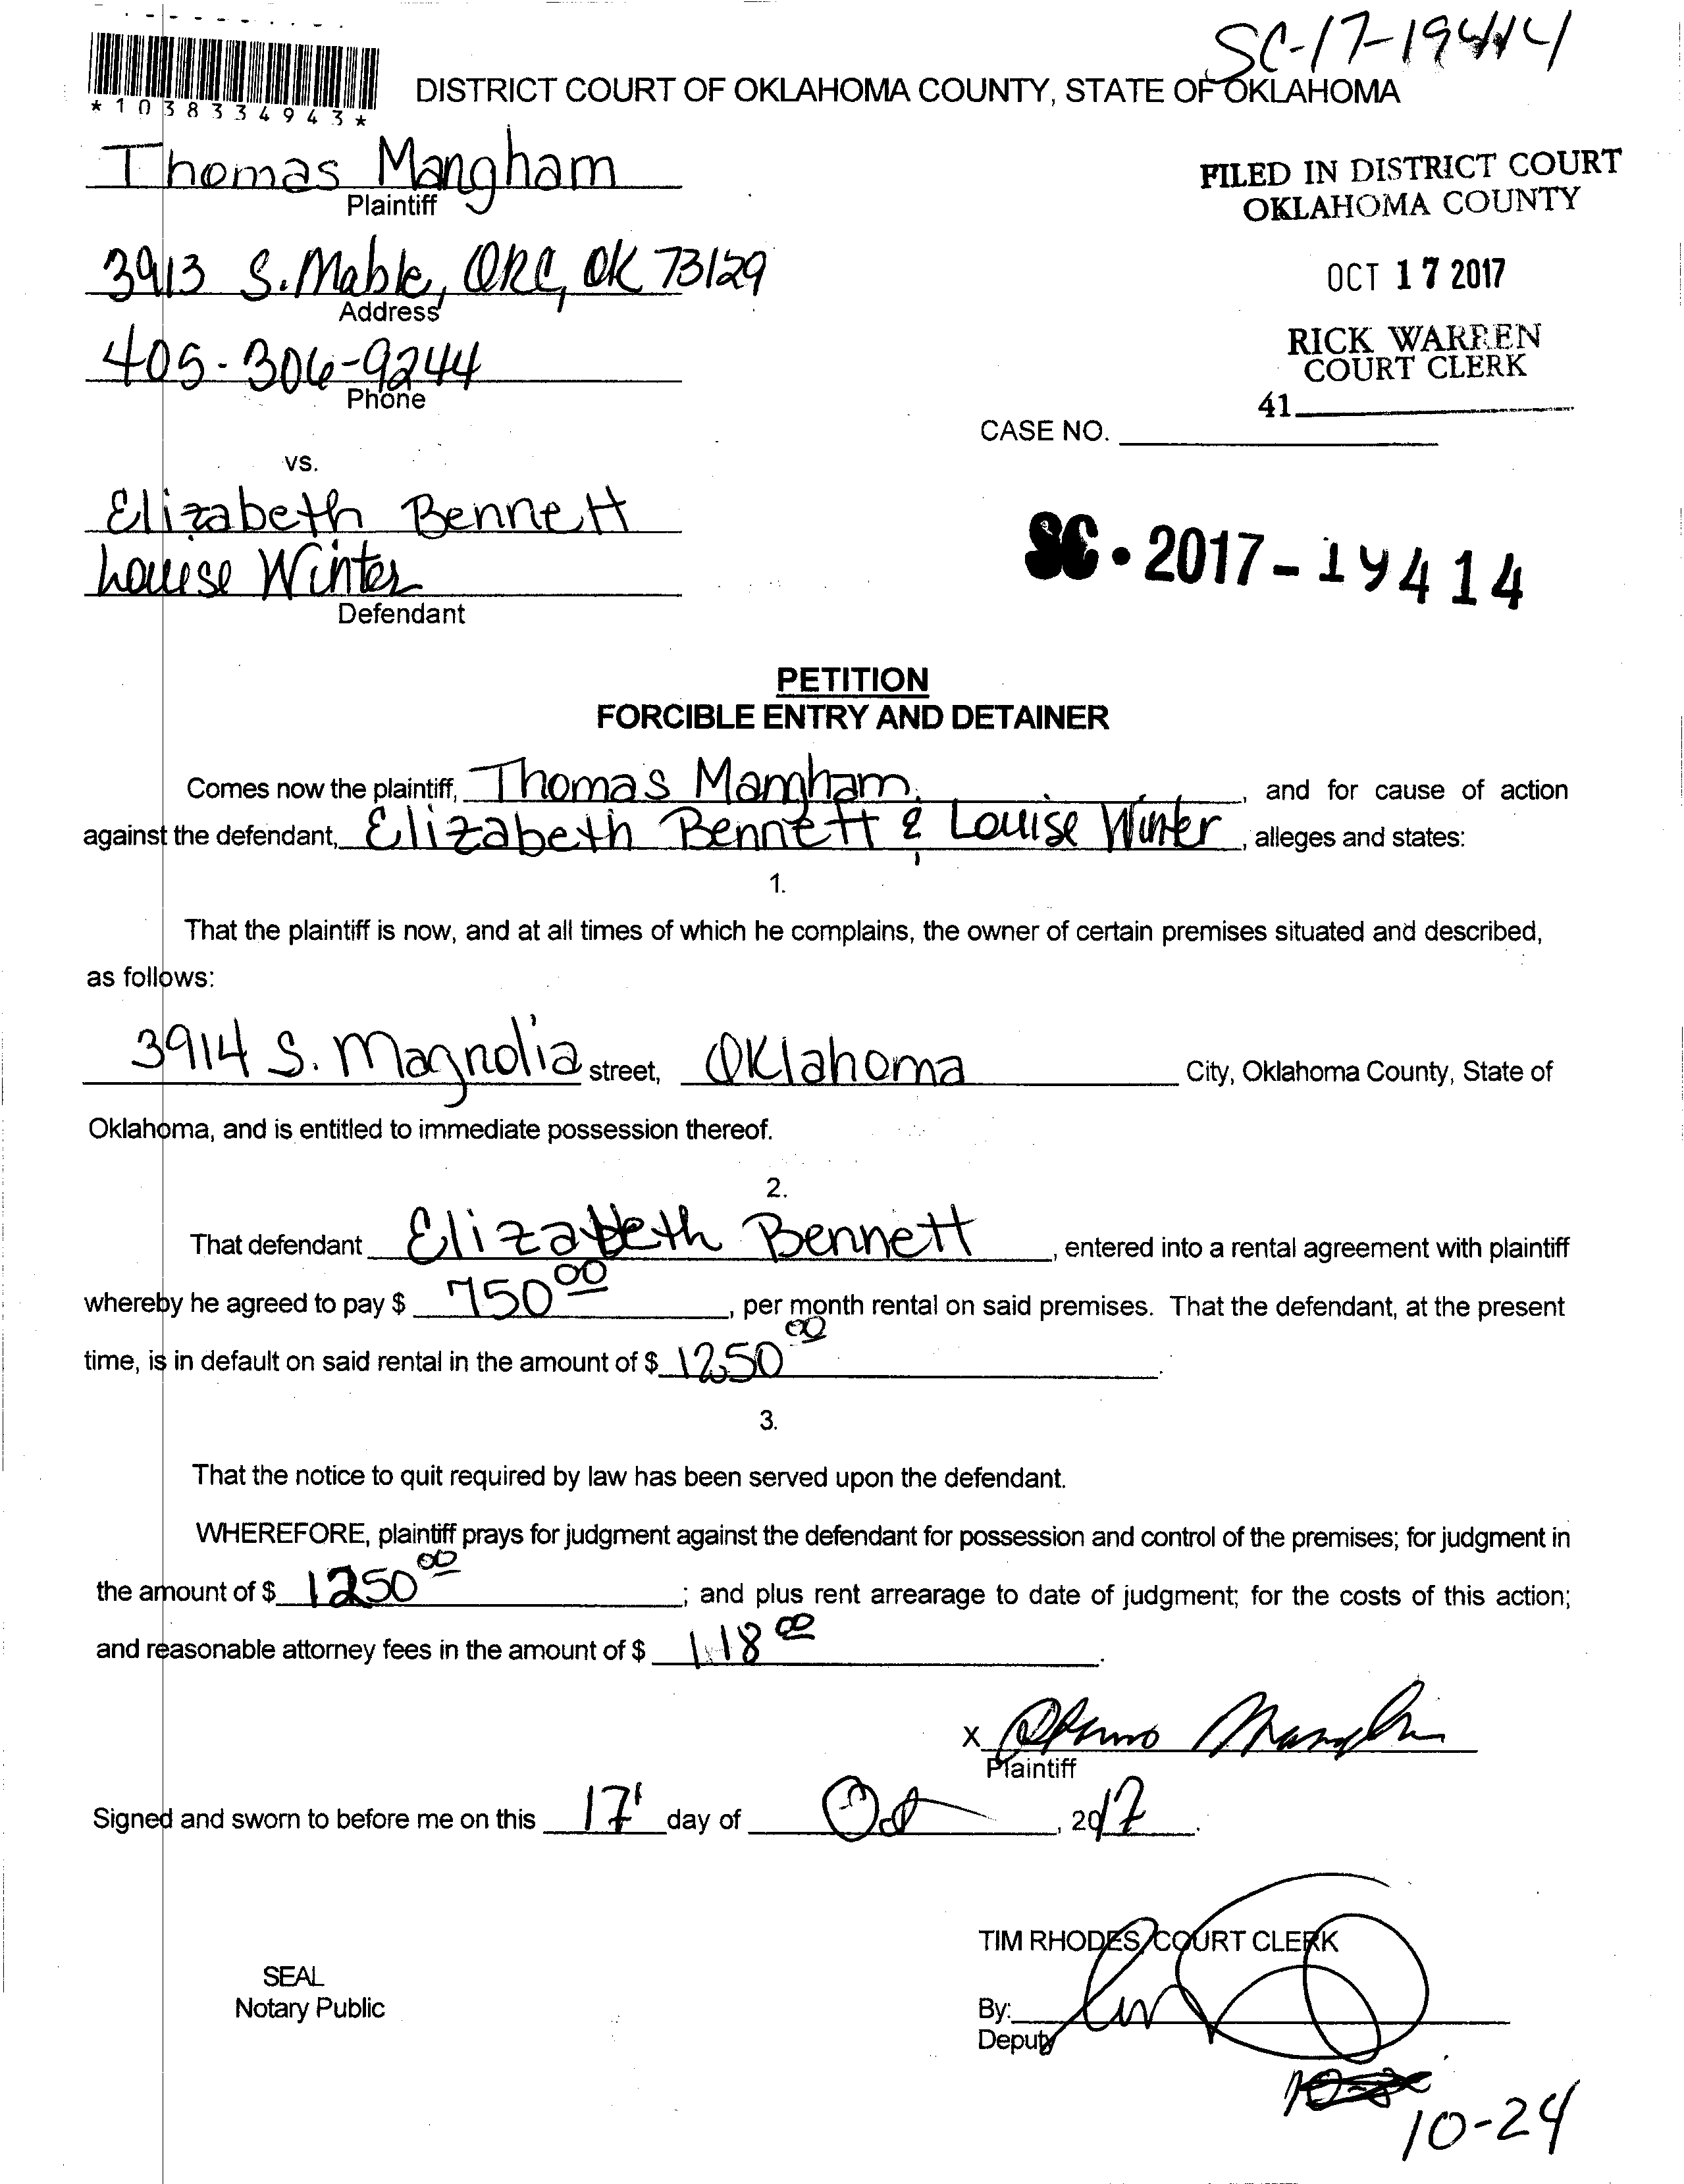 SC-17-19414
*1038334943*
DISTRICT COURT OF OKLAHOMA COUNTY, STATE OF OKLAHOMA
Thomas Mangham
Plaintiff
FILED IN DISTRICT COURT
OKLAHOMA COUNTY
3913 S. Mable, OKC, OK 73129
Address
OCT 17 2017
405-306-9244
Phone
RICK WARREN
COURT CLERK
41
CASE NO.
vs.
Elizabeth Bennett
Louise Winter
Defendant
SC-2017-19414
PETITION
FORCIBLE ENTRY AND DETAINER
Comes now the plaintiff, Thomas Mangham, and for cause of action
against the defendant, Elizabeth Bennett & Louise Winter, alleges and states:
1.
That the plaintiff is now, and at all times of which he complains, the owner of certain premises situated and described,
as follows:
3914 S. Magnolia street, Oklahoma City, Oklahoma County, State of
Oklahoma, and is entitled to immediate possession thereof.
2.
That defendant Elizabeth Bennett, entered into a rental agreement with plaintiff
whereby he agreed to pay $ 750 00, per month rental on said premises. That the defendant, at the present
time, is in default on said rental in the amount of $ 1250 00.
3.
That the notice to quit required by law has been served upon the defendant.
WHEREFORE, plaintiff prays for judgment against the defendant for possession and control of the premises; for judgment in
the amount of $ 1250 00; and plus rent arrearage to date of judgment; for the costs of this action;
and reasonable attorney fees in the amount of $ 118 00.
X
Plaintiff
Signed and sworn to before me on this 17 day of Oct, 2017.
TIM RHODES, COURT CLERK
SEAL
Notary Public
By:
Deputy
10-24